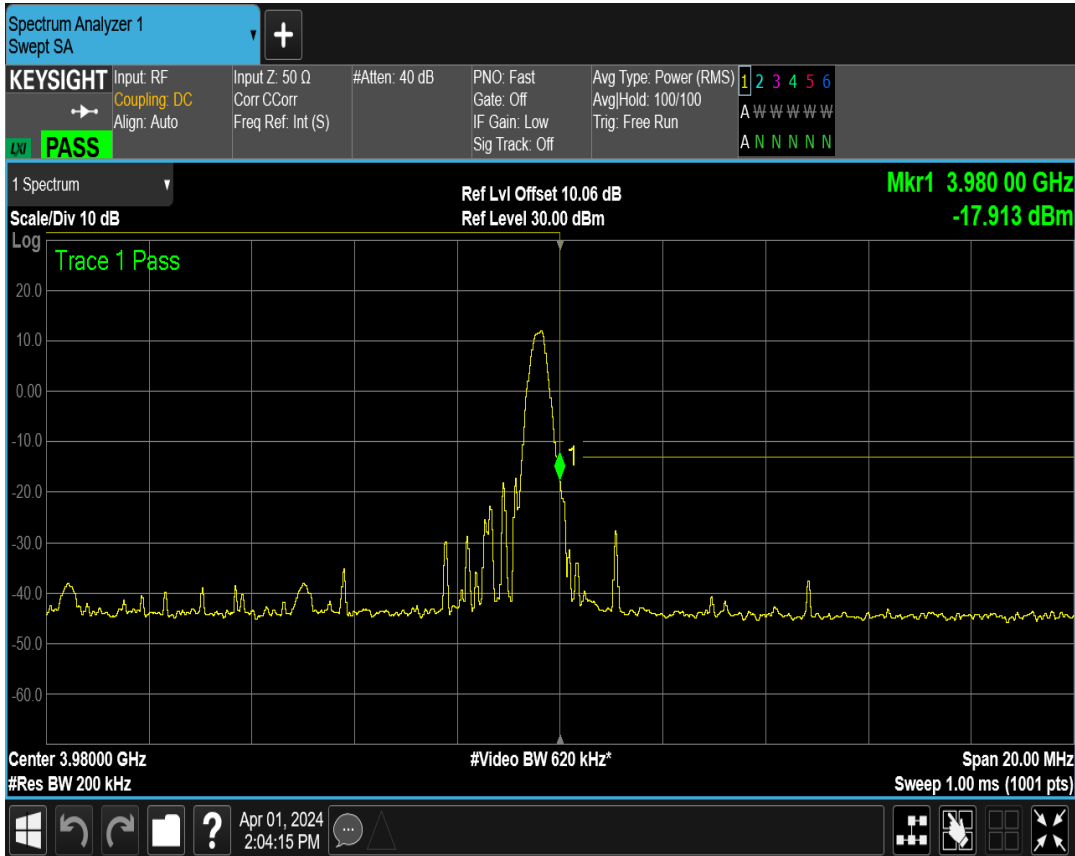 Spectrum Analyzer 1
Swept SA
+
KEYSIGHT
LXI
PASS
Input: RF
Coupling: DC
Align: Auto
Input Z: 50 Ω
Corr CCorr
Freq Ref: Int (S)
#Atten: 40 dB
PNO: Fast
Gate: Off
IF Gain: Low
Sig Track: Off
Avg Type: Power (RMS)
Avg|Hold: 100/100
Trig: Free Run
1 2 3 4 5 6
A W W W W W
A N N N N N
1 Spectrum
Scale/Div 10 dB
Ref Lvl Offset 10.06 dB
Ref Level 30.00 dBm
Mkr1 3.980 00 GHz
-17.913 dBm
Log
Trace 1 Pass
20.0
10.0
0.00
-10.0
1
-20.0
-30.0
-40.0
-50.0
-60.0
Center 3.98000 GHz
#Video BW 620 kHz*
Span 20.00 MHz
#Res BW 200 kHz
Sweep 1.00 ms (1001 pts)
?
Apr 01, 2024
2:04:15 PM